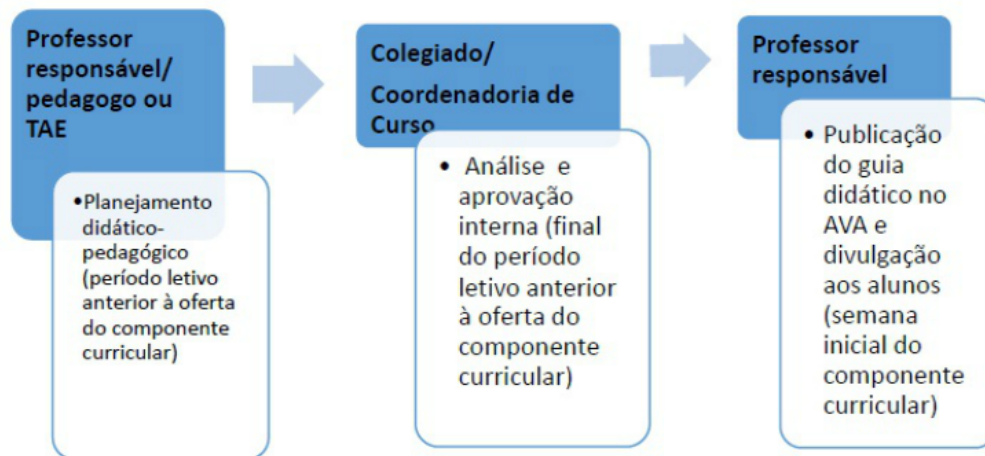 Professor
responsável/
pedagogo ou
TAE
•Planejamento
didático-
pedagógico
(período letivo
anterior à oferta
do componente
curricular)
Colegiado/
Coordenadoria de
Curso
• Análise e
aprovação
interna (final
do período
letivo anterior
à oferta do
componente
curricular)
Professor
responsável
• Publicação
do guia
didático no
AVA e
divulgação
aos alunos
(semana
inicial do
componente
curricular)